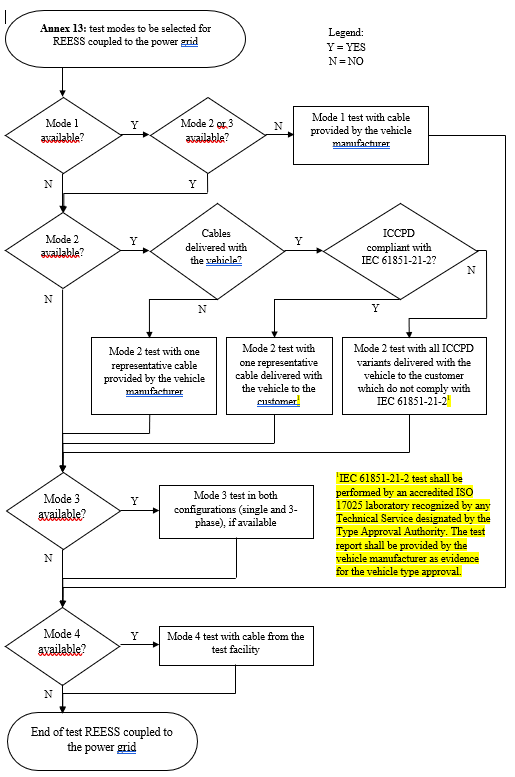 Annex 13: test modes to be selected for
REESS coupled to the power grid
Legend:
Y = YES
N = NO
Mode 1
available?
Y
Mode 2 or 3
available?
N
Mode 1 test with cable
provided by the vehicle
manufacturer
N
Y
Mode 2
available?
Y
Cables
delivered with
the vehicle?
Y
ICCPD
compliant with
IEC 61851-21-2?
N
N
N
Y
Mode 2 test with one
representative cable
provided by the vehicle
manufacturer
Mode 2 test with
one representative
cable delivered with
the vehicle to the
customer¹
Mode 2 test with all ICCPD
variants delivered with the
vehicle to the customer
which do not comply with
IEC 61851-21-2¹
Mode 3
available?
Y
Mode 3 test in both
configurations (single and 3-
phase), if available
¹IEC 61851-21-2 test shall be
performed by an accredited ISO
17025 laboratory recognized by any
Technical Service designated by the
Type Approval Authority. The test
report shall be provided by the
vehicle manufacturer as evidence
for the vehicle type approval.
N
Mode 4
available?
Y
Mode 4 test with cable from the
test facility
N
End of test REESS coupled to
the power grid